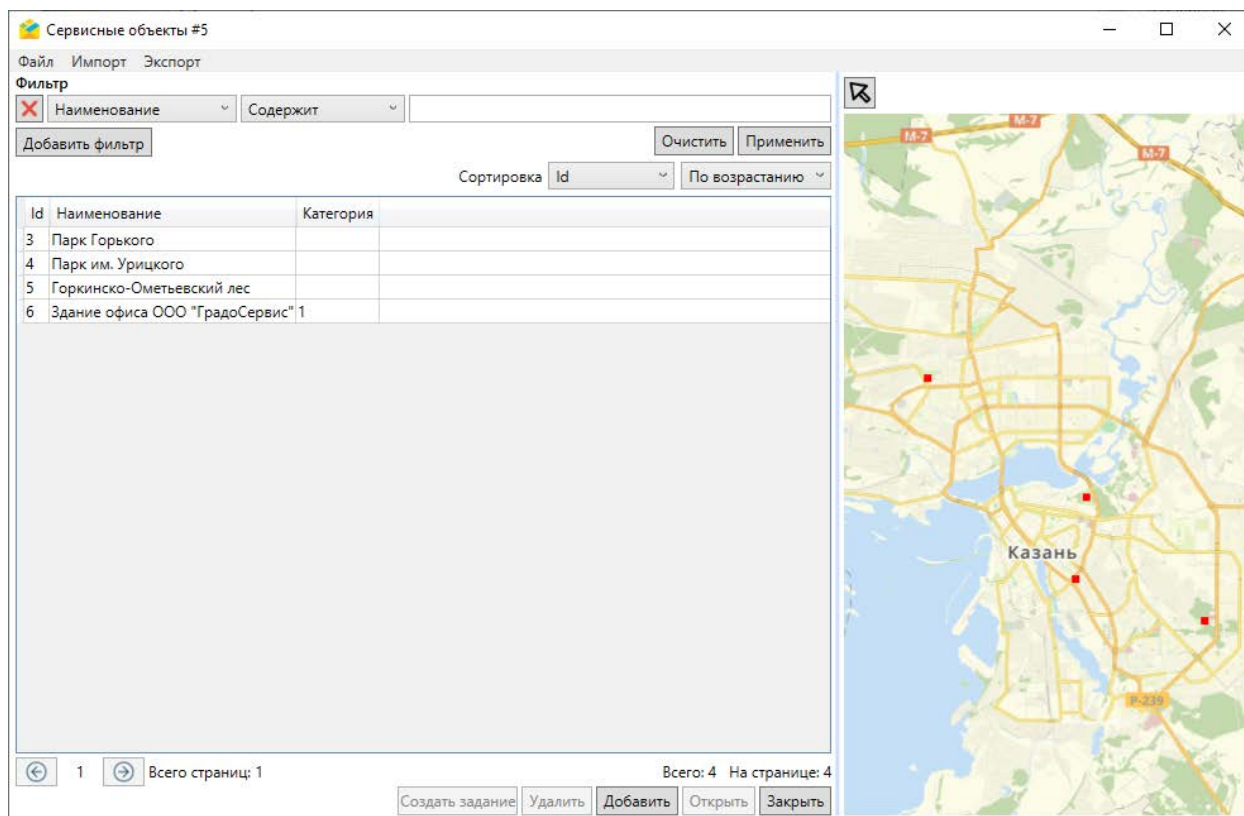 Сервисные объекты #5
Файл Импорт Экспорт
Фильтр
Наименование Содержит
Добавить фильтр Очистить Применить
Сортировка Id По возрастанию
Id Наименование Категория
3 Парк Горького
4 Парк им. Урицкого
5 Горкинско-Ометьевский лес
6 Здание офиса ООО "ГрадоСервис" 1
1 Всего страниц: 1 Всего: 4 На странице: 4
Создать задание Удалить Добавить Открыть Закрыть
М-7
М-7
М-7
Казань
Р-239